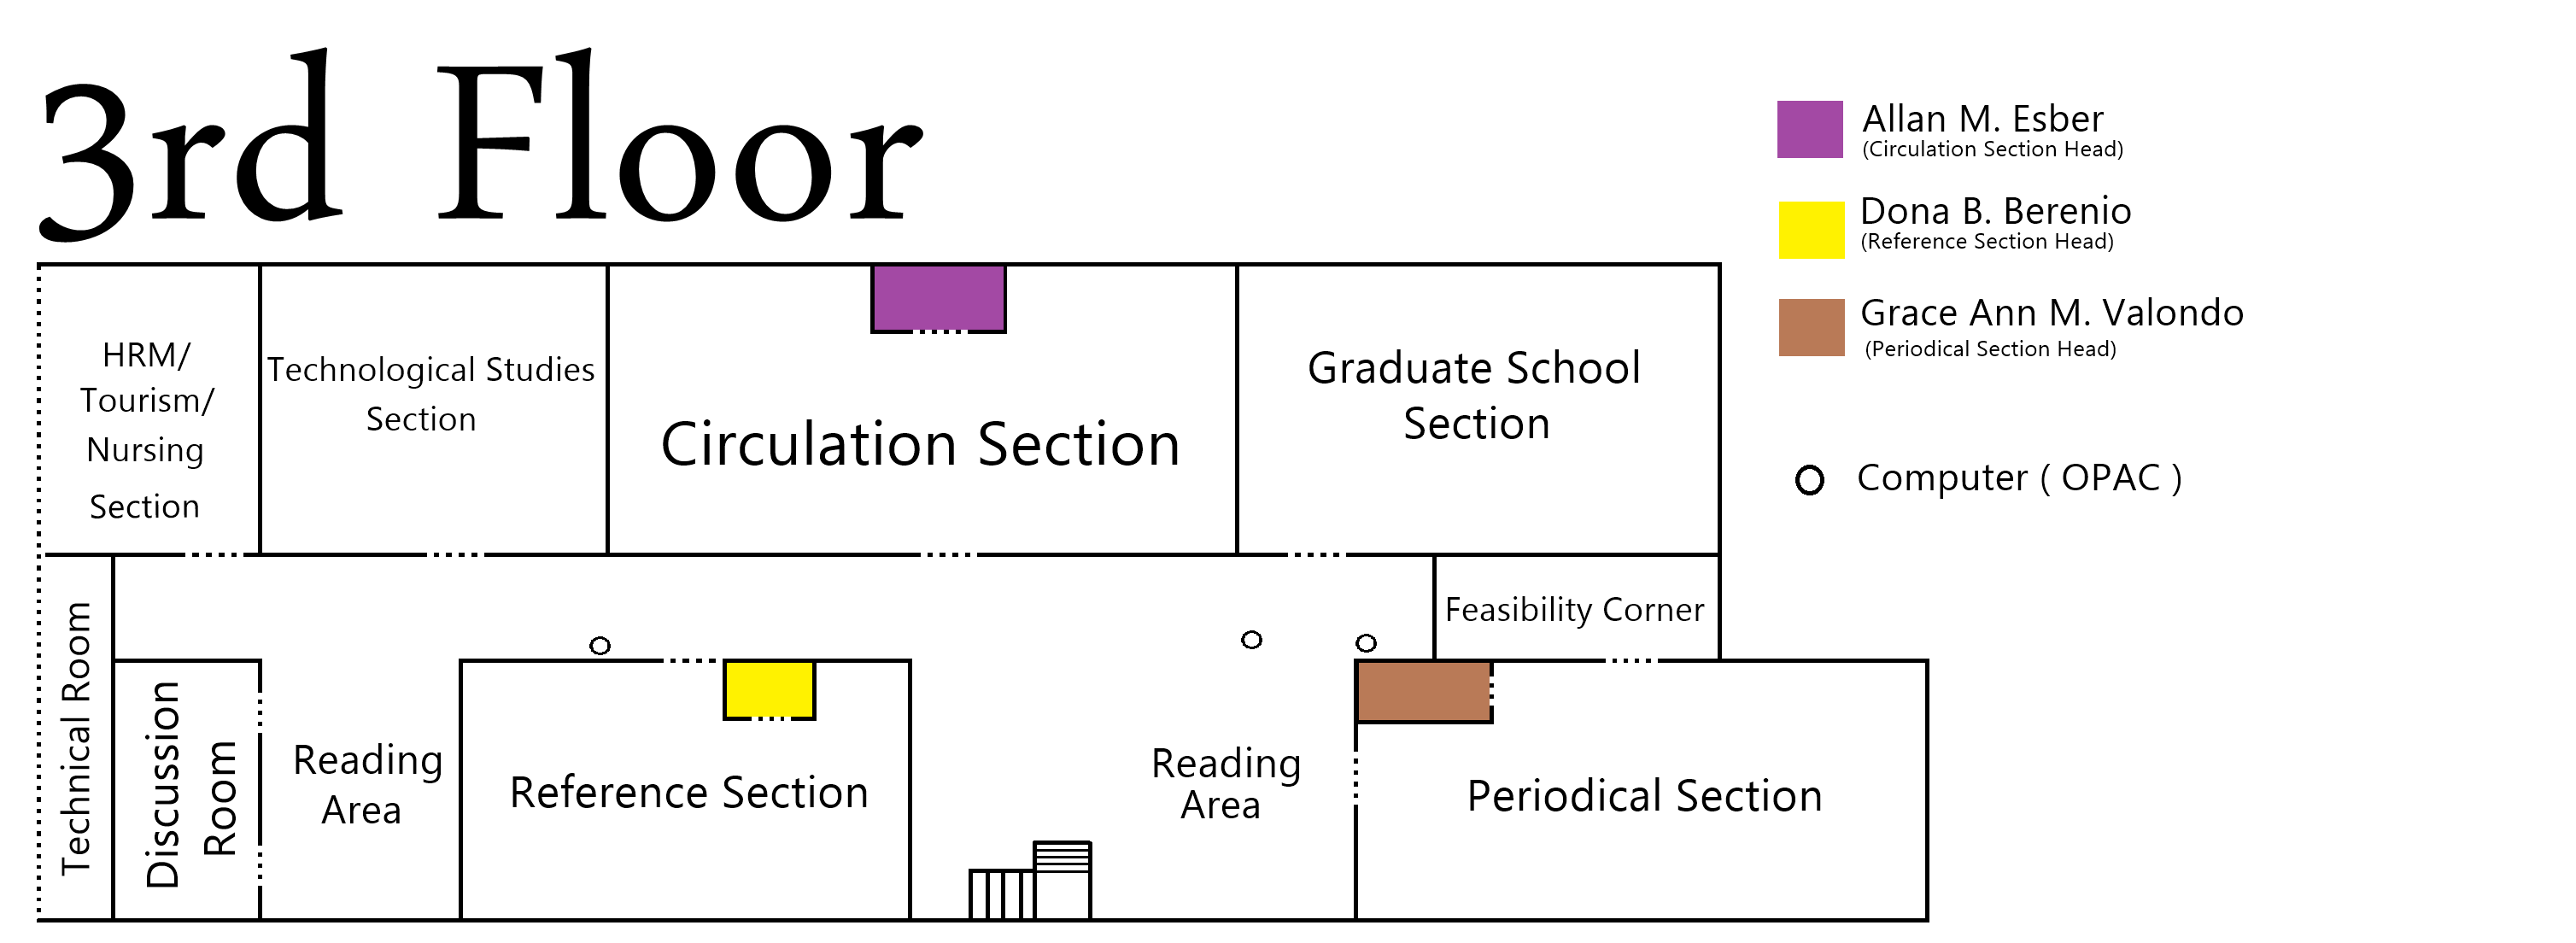 3rd Floor
Allan M. Esber
(Circulation Section Head)
Dona B. Berenio
(Reference Section Head)
Grace Ann M. Valondo
(Periodical Section Head)
Computer ( OPAC )
HRM/
Tourism/
Nursing
Section
Technological Studies
Section
Circulation Section
Graduate School
Section
Feasibility Corner
Technical Room
Discussion
Room
Reading
Area
Reference Section
Reading
Area
Periodical Section